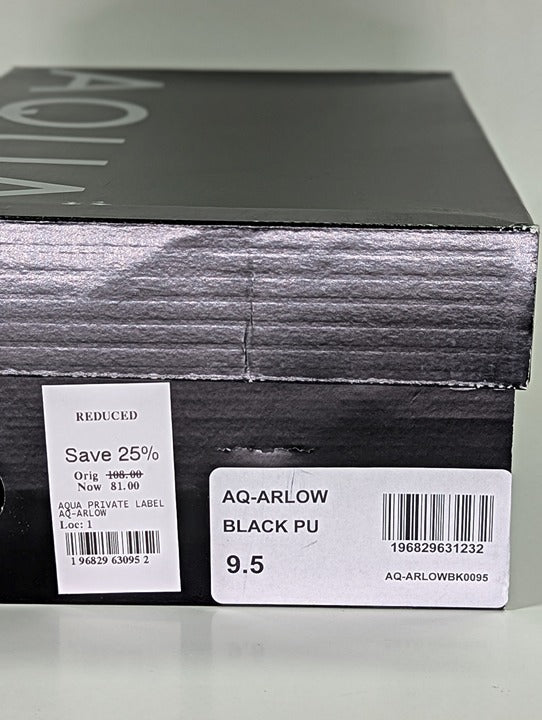 AQUA
REDUCED
Save 25%
Orig 108.00
Now 81.00
AQUA PRIVATE LABEL
AQ-ARLOW
Loc: 1
1 96829 63095 2
AQ-ARLOW
BLACK PU
9.5
196829631232
AQ-ARLOWBK0095